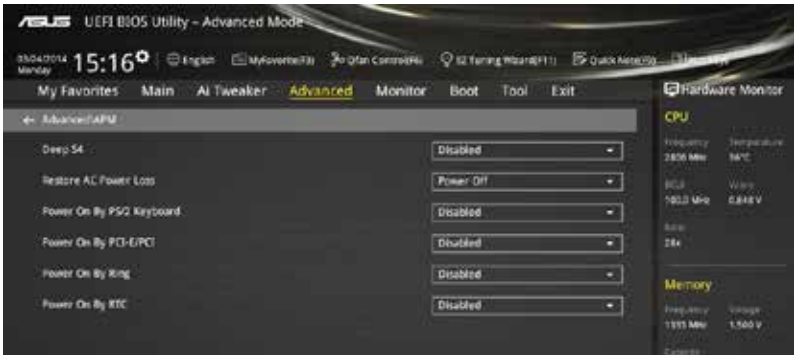 ASUS UEFI BIOS Utility – Advanced Mode
Monday 15:16 English MyFavorite(F3) Qfan Control(F6) EZ Tuning Wizard(F11) Quick Note(F9)
My Favorites Main Ai Tweaker Advanced Monitor Boot Tool Exit
Hardware Monitor
← Advanced\APM
Deep S4 Disabled
Restore AC Power Loss Power Off
Power On By PS/2 Keyboard Disabled
Power On By PCI-E/PCI Disabled
Power On By Ring Disabled
Power On By RTC Disabled
CPU
Frequency Temperature
BCLK Vcore
100.0 MHz 0.848 V
Ratio
28x
Memory
Frequency Voltage
1.500 V